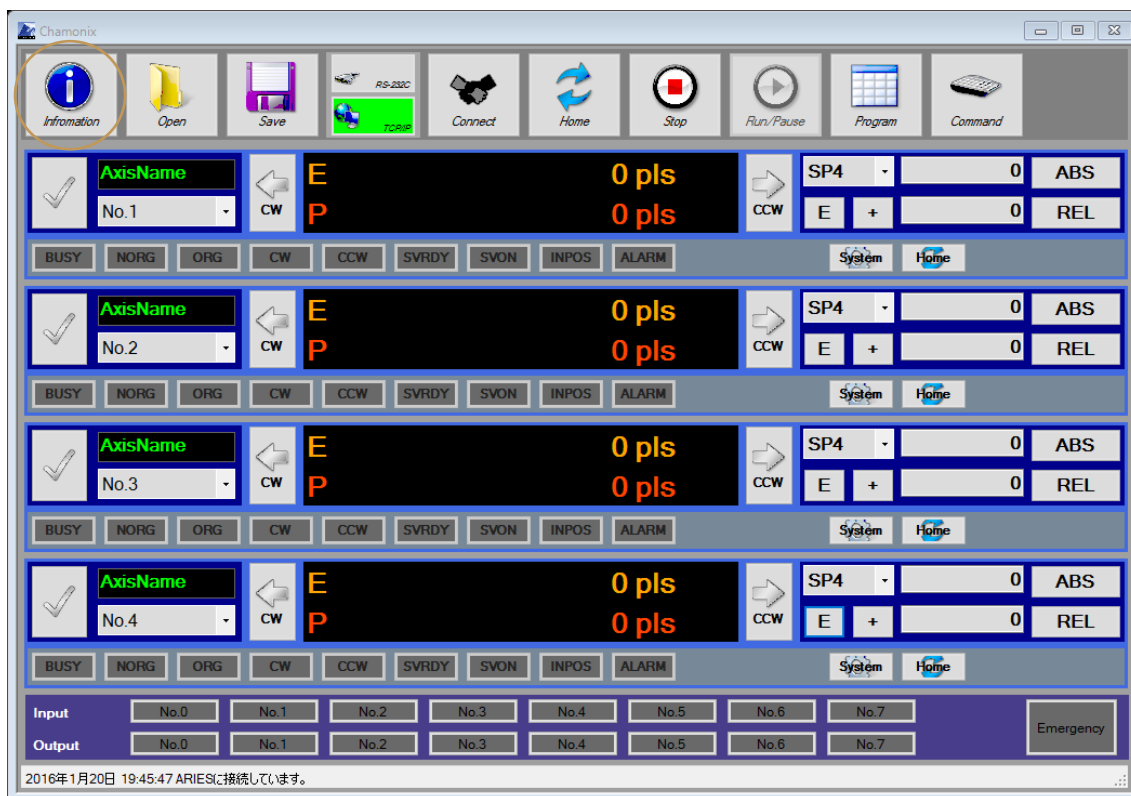 Chamonix
Infromation Open Save RS-232C Connect Home Stop Run/Pause Program Command
TCP/IP
AxisName E 0 pls SP4 0 ABS
No.1 CW P 0 pls CCW E + 0 REL
BUSY NORG ORG CW CCW SVRDY SVON INPOS ALARM System Home
AxisName E 0 pls SP4 0 ABS
No.2 CW P 0 pls CCW E + 0 REL
BUSY NORG ORG CW CCW SVRDY SVON INPOS ALARM System Home
AxisName E 0 pls SP4 0 ABS
No.3 CW P 0 pls CCW E + 0 REL
BUSY NORG ORG CW CCW SVRDY SVON INPOS ALARM System Home
AxisName E 0 pls SP4 0 ABS
No.4 CW P 0 pls CCW E + 0 REL
BUSY NORG ORG CW CCW SVRDY SVON INPOS ALARM System Home
Input No.0 No.1 No.2 No.3 No.4 No.5 No.6 No.7
Output No.0 No.1 No.2 No.3 No.4 No.5 No.6 No.7
Emergency
2016年1月20日 19:45:47 ARIESに接続しています。